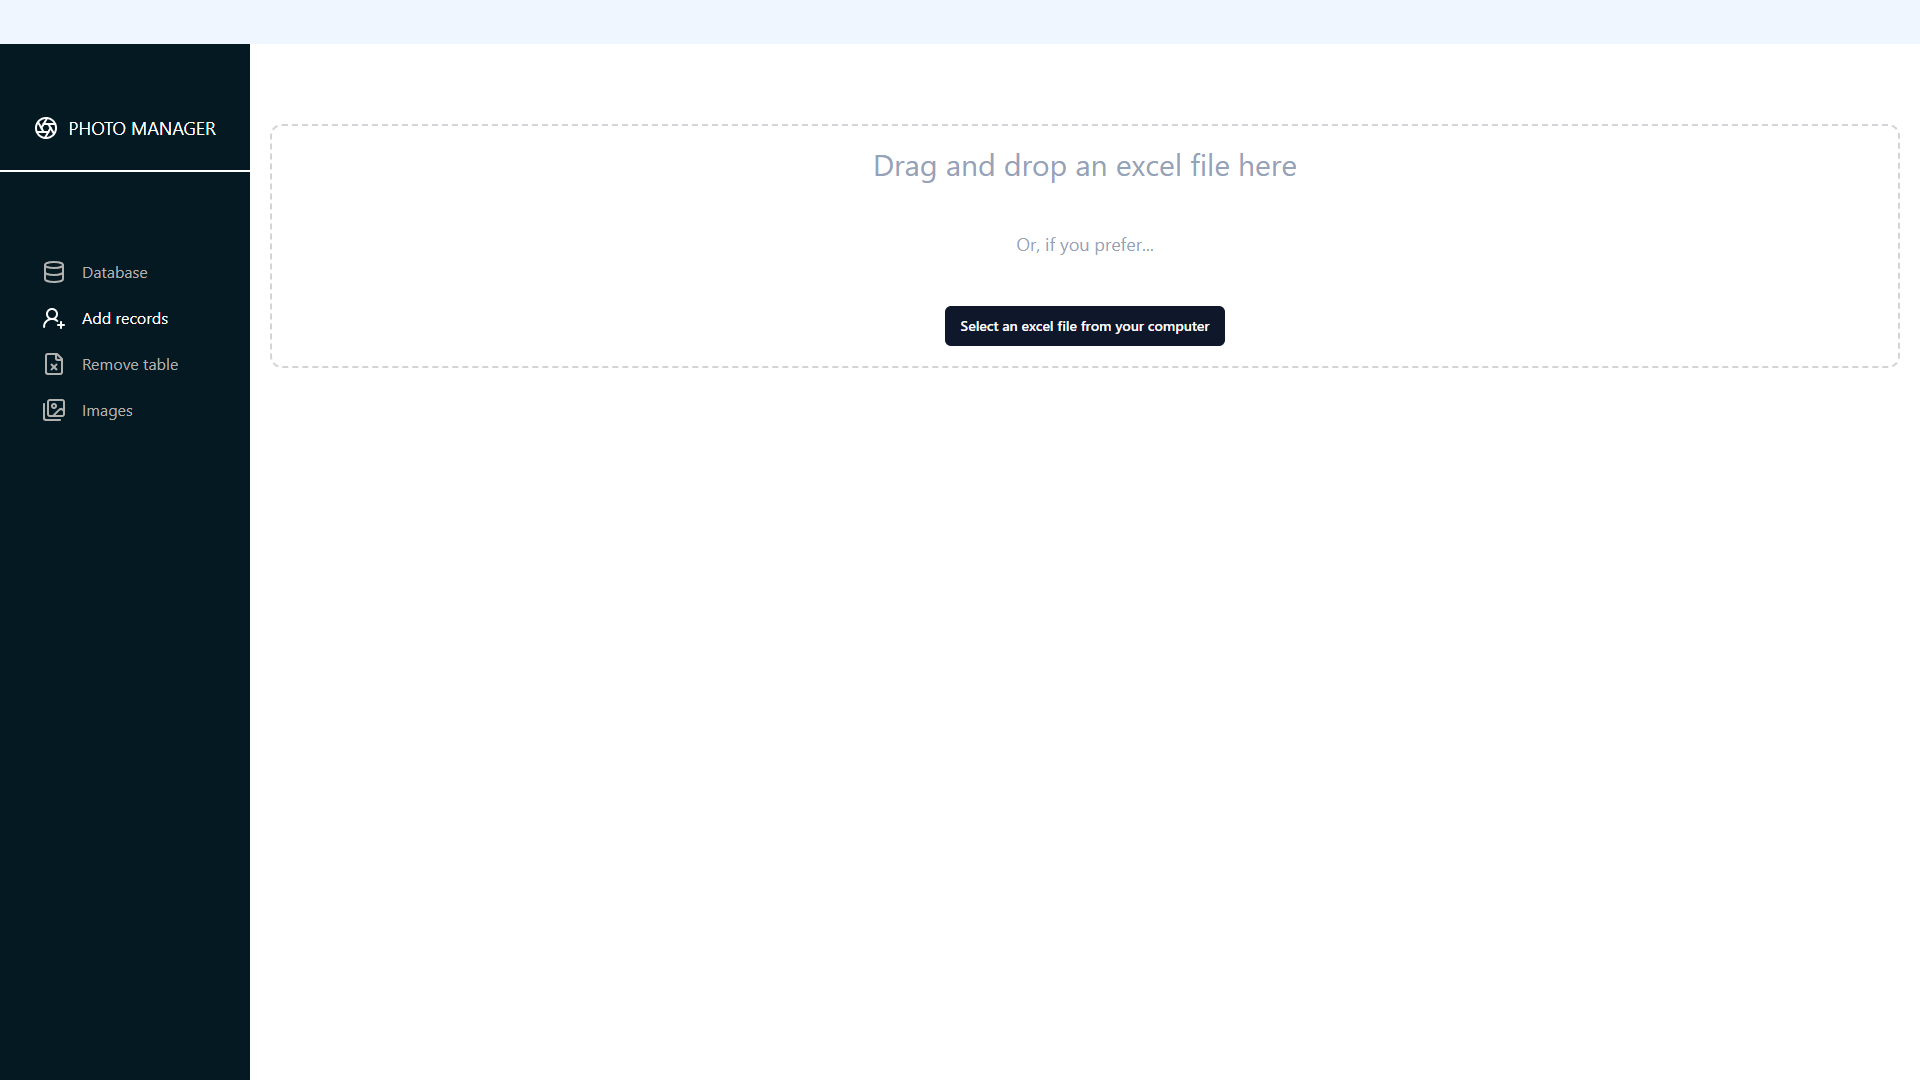 PHOTO MANAGER
Database
Add records
Remove table
Images
Drag and drop an excel file here
Or, if you prefer...
Select an excel file from your computer